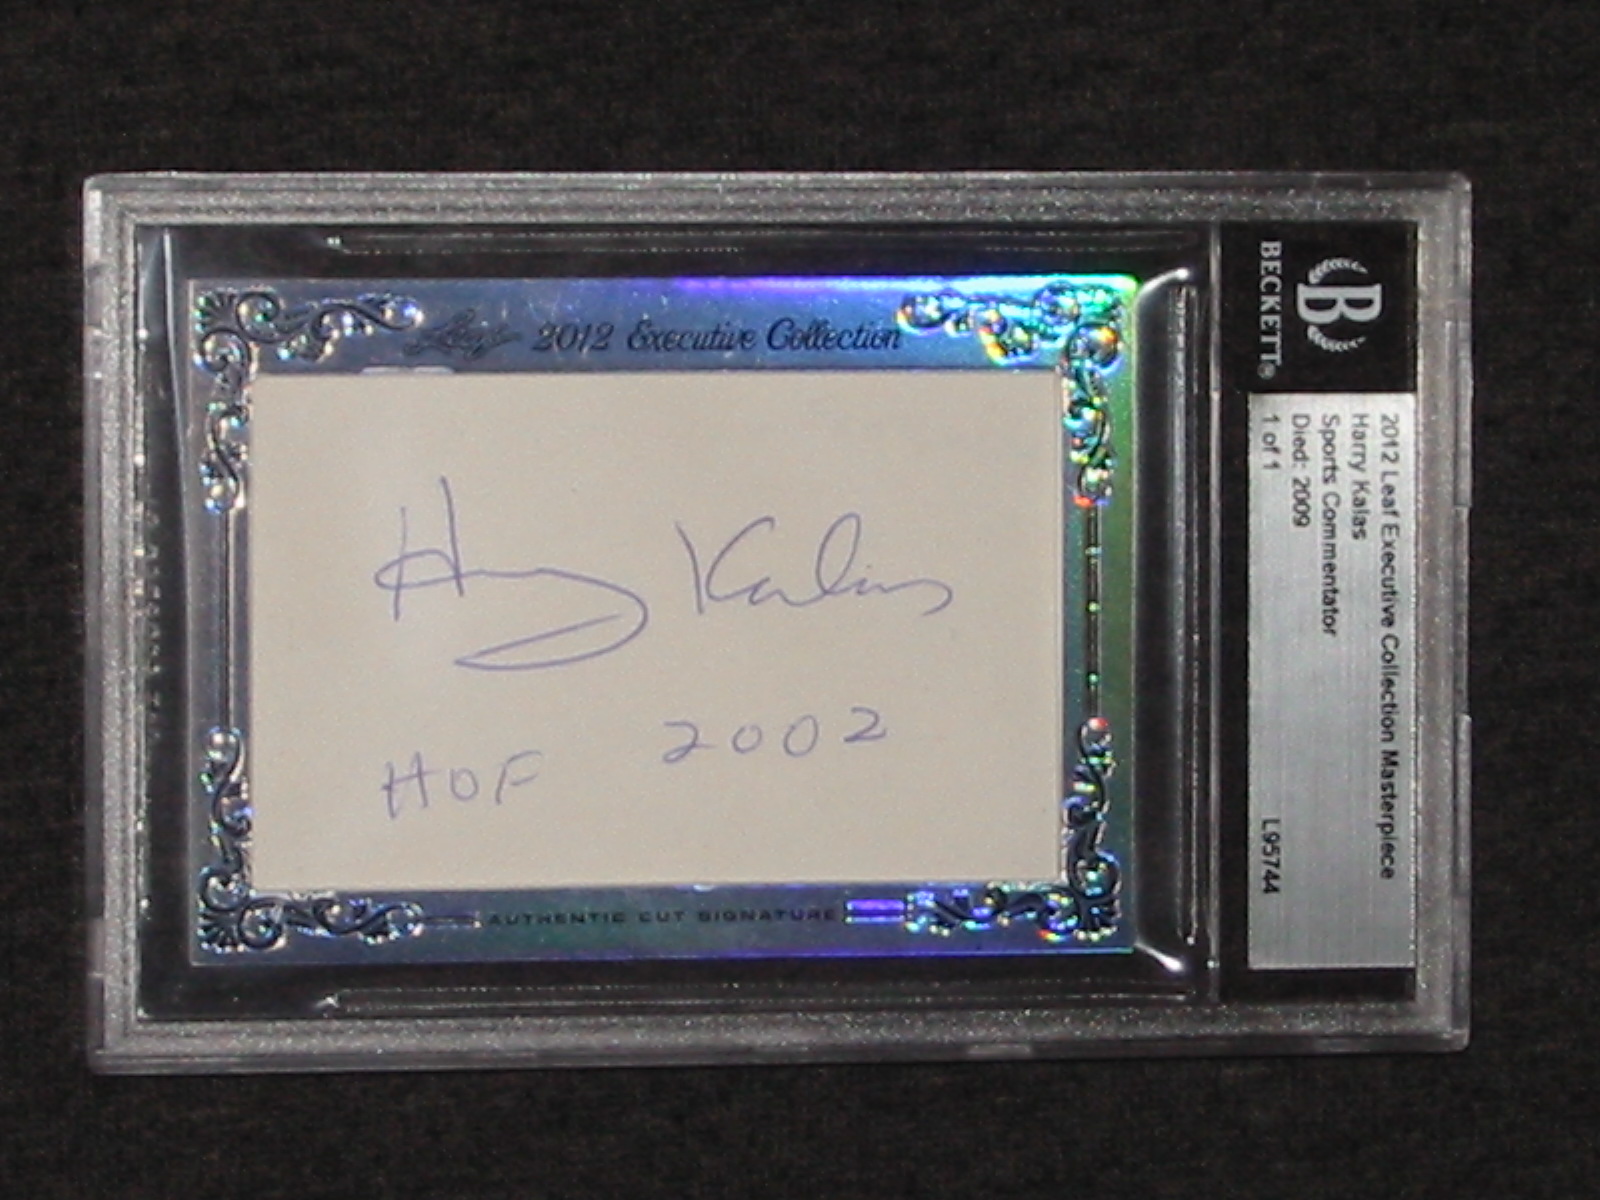 Leaf 2012 Executive Collection
Harry Kalas
HOF 2002
AUTHENTIC CUT SIGNATURE
B
BECKETT®
2012 Leaf Executive Collection Masterpiece
Harry Kalas
Sports Commentator
Died: 2009
1 of 1 L95744